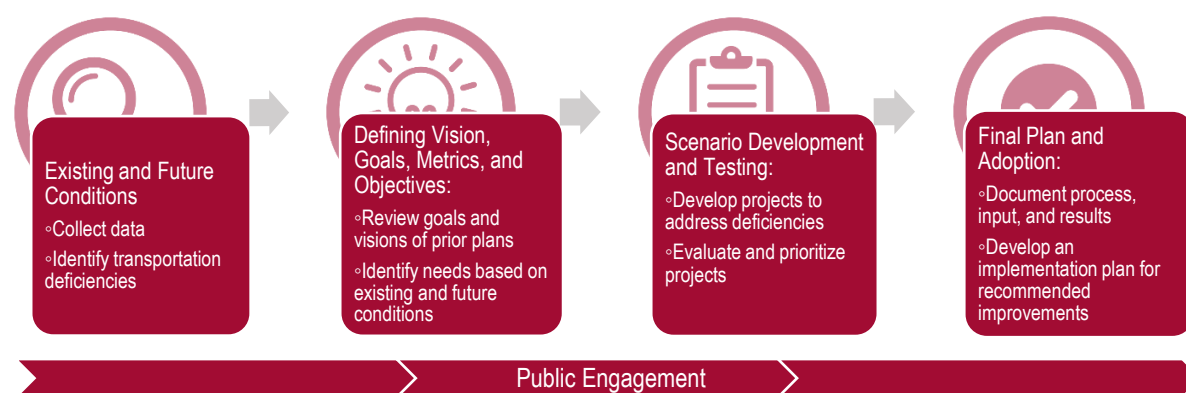 Existing and Future
Conditions
◦Collect data
◦Identify transportation
deficiencies
Defining Vision,
Goals, Metrics, and
Objectives:
◦Review goals and
visions of prior plans
◦Identify needs based on
existing and future
conditions
Scenario Development
and Testing:
◦Develop projects to
address deficiencies
◦Evaluate and prioritize
projects
Final Plan and
Adoption:
◦Document process,
input, and results
◦Develop an
implementation plan for
recommended
improvements
Public Engagement